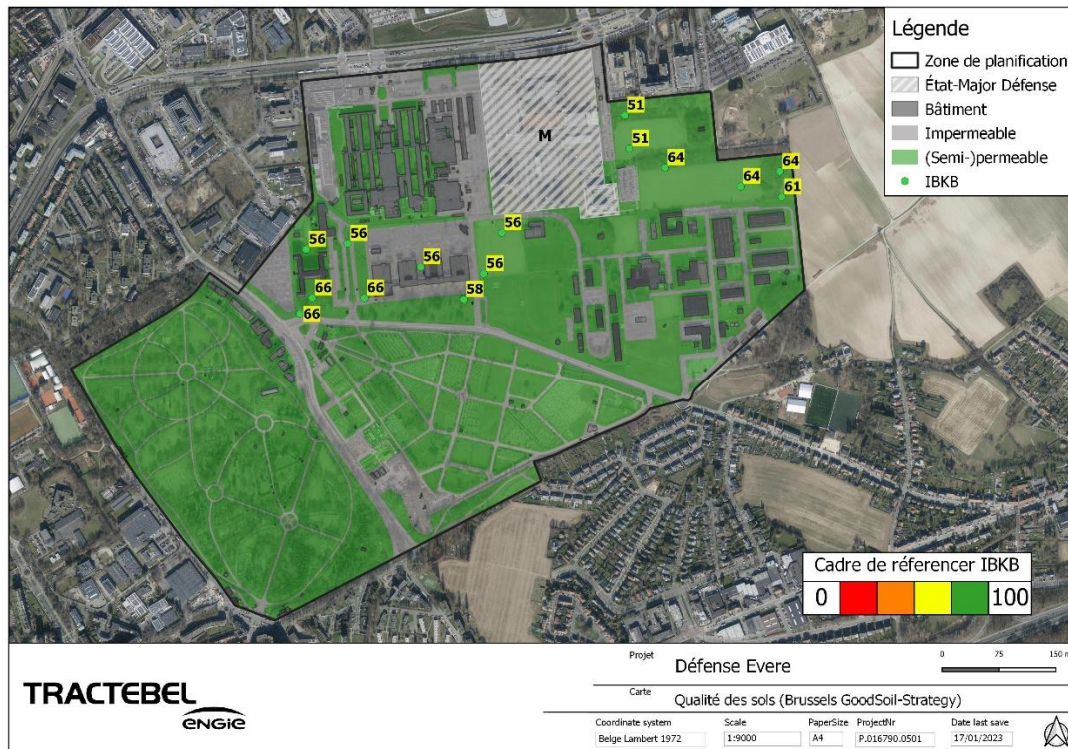 Légende
Zone de planification
État-Major Défense
Bâtiment
Impermeable
(Semi-)permeable
IBKB
M
51
51
64
64
64
61
56
56
56
56
56
58
66
66
66
Cadre de référencer IBKB
0 100
TRACTEBEL
ENGIE
Projet
Défense Evere
0 75 150 m
Carte
Qualité des sols (Brussels GoodSoil-Strategy)
Coordinate system Scale PaperSize ProjectNr Date last save
Belge Lambert 1972 1:9000 A4 P.016790.0501 17/01/2023